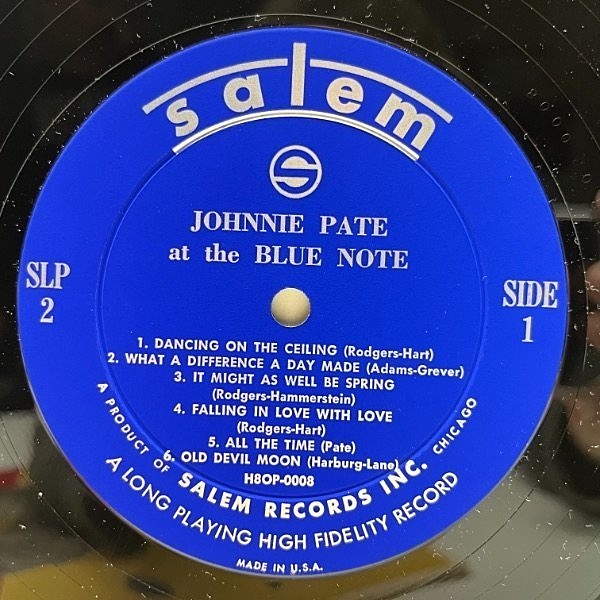 salem
S
JOHNNIE PATE
at the BLUE NOTE
SLP
2
SIDE
1
1. DANCING ON THE CEILING (Rodgers-Hart)
2. WHAT A DIFFERENCE A DAY MADE (Adams-Grever)
3. IT MIGHT AS WELL BE SPRING
(Rodgers-Hammerstein)
4. FALLING IN LOVE WITH LOVE
(Rodgers-Hart)
5. ALL THE TIME (Pate)
6. OLD DEVIL MOON (Harburg-Lane)
H8OP-0008
A PRODUCT OF SALEM RECORDS INC. CHICAGO
A LONG PLAYING HIGH FIDELITY RECORD
MADE IN U.S.A.